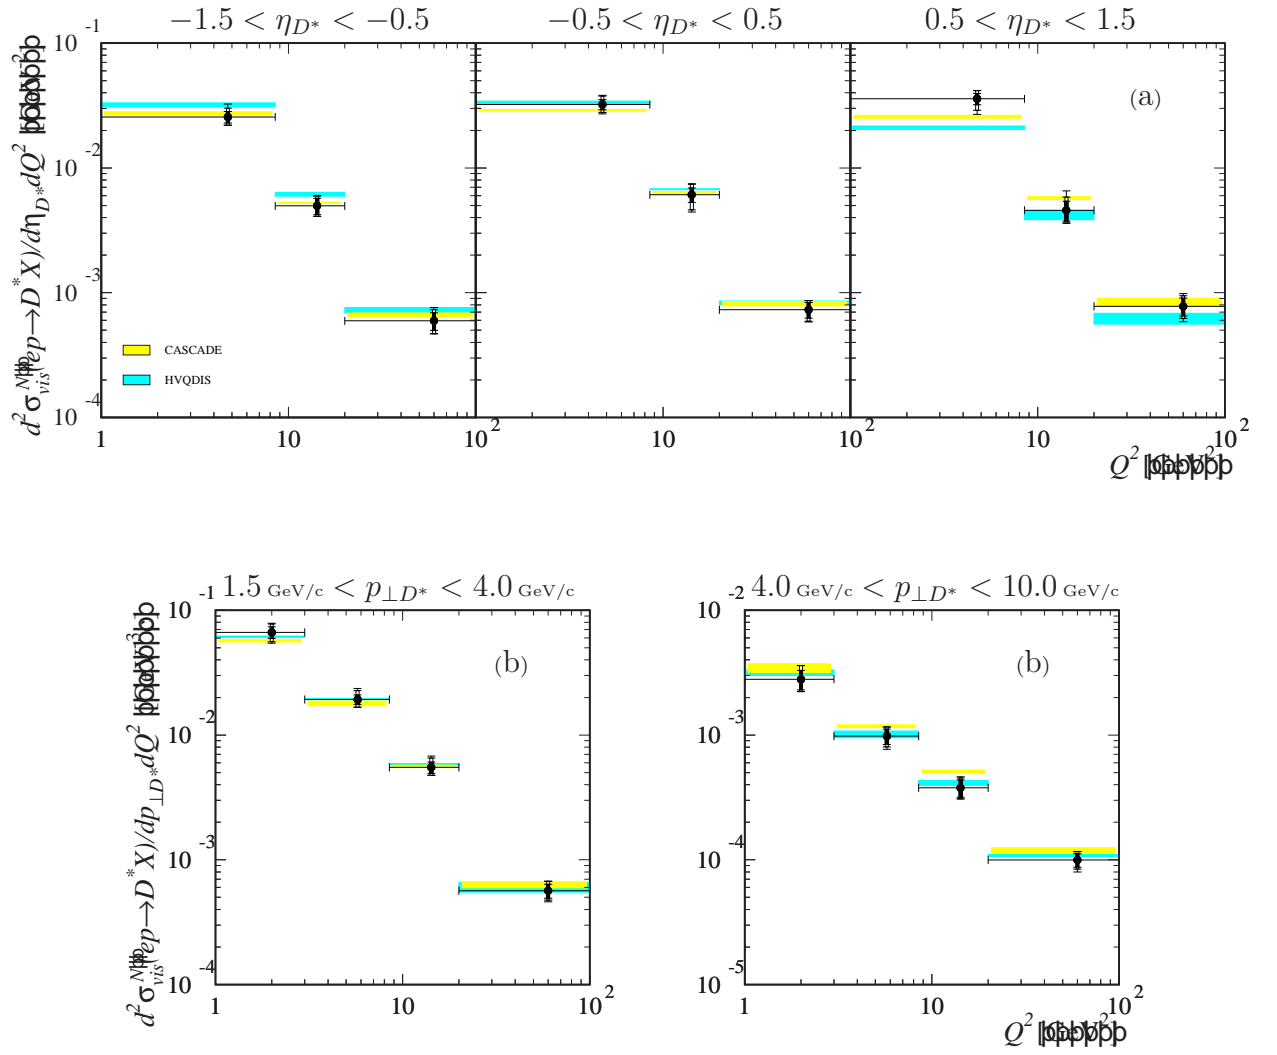 −1.5 < η_D* < −0.5
−0.5 < η_D* < 0.5
0.5 < η_D* < 1.5
10^-1
10^-2
10^-3
10^-4
(a)
CASCADE
HVQDIS
1 10 10^2 10 10^2 10 10^2
Q^2
1.5 GeV/c < p_⊥D* < 4.0 GeV/c
4.0 GeV/c < p_⊥D* < 10.0 GeV/c
10^-1
10^-2
10^-3
10^-4
(b)
1 10 10^2
10^-2
10^-3
10^-4
10^-5
(b)
1 10 10^2
Q^2